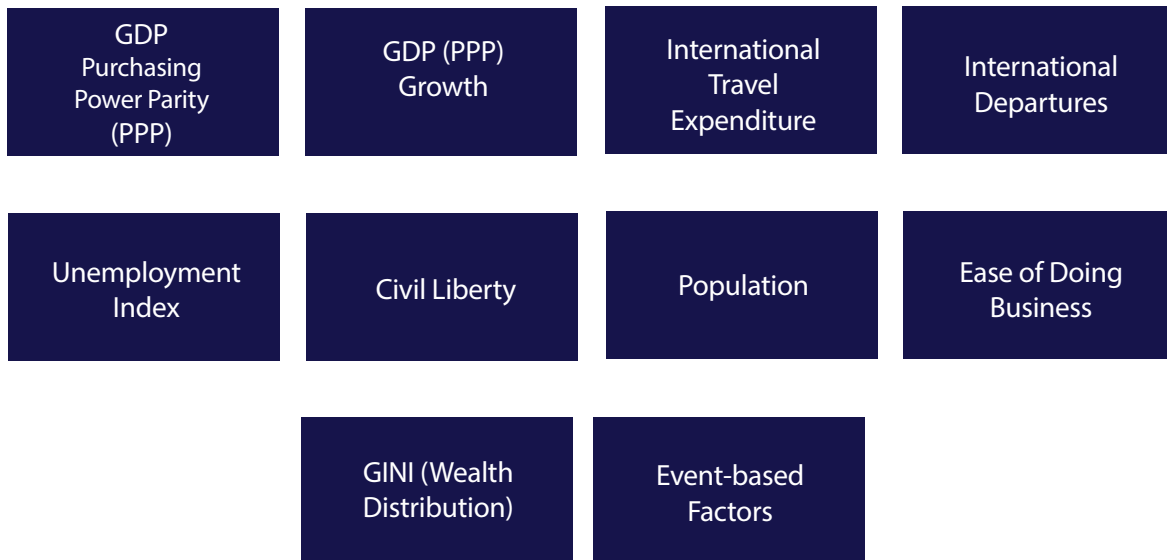 GDP
Purchasing
Power Parity
(PPP)
GDP (PPP)
Growth
International
Travel
Expenditure
International
Departures
Unemployment
Index
Civil Liberty
Population
Ease of Doing
Business
GINI (Wealth
Distribution)
Event-based
Factors